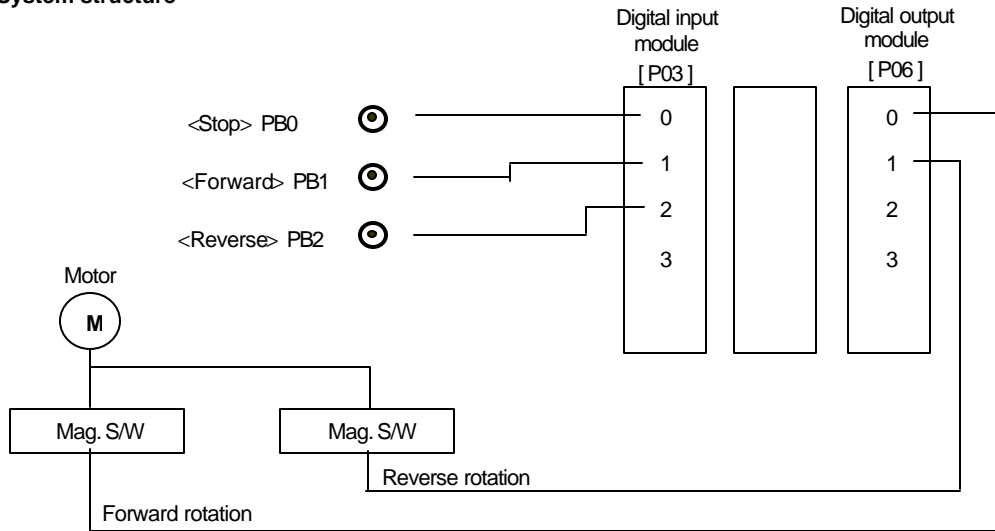 System structure
Digital input
module
[ P03 ]
Digital output
module
[ P06 ]
<Stop> PB0
0
0
<Forward> PB1
1
1
<Reverse> PB2
2
2
3
3
Motor
M
Mag. S/W
Mag. S/W
Reverse rotation
Forward rotation